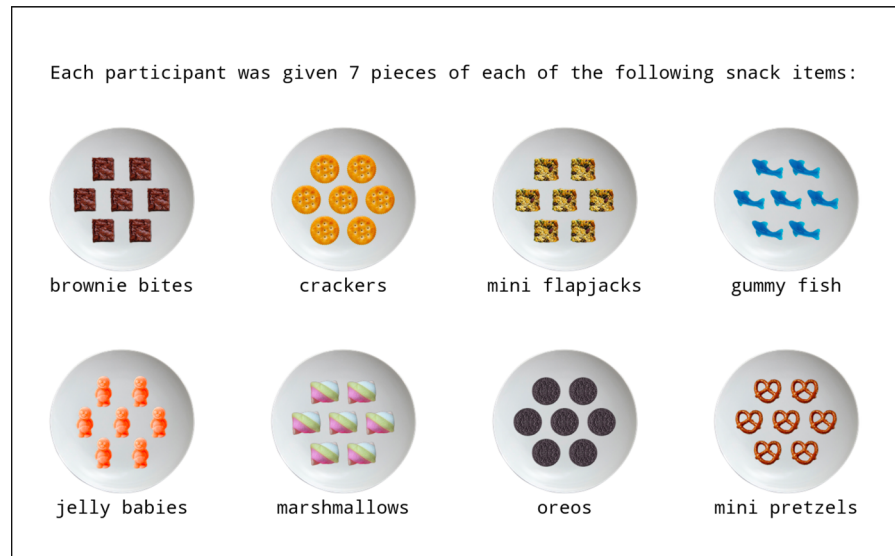 Each participant was given 7 pieces of each of the following snack items:
brownie bites
crackers
mini flapjacks
gummy fish
jelly babies
marshmallows
oreos
mini pretzels